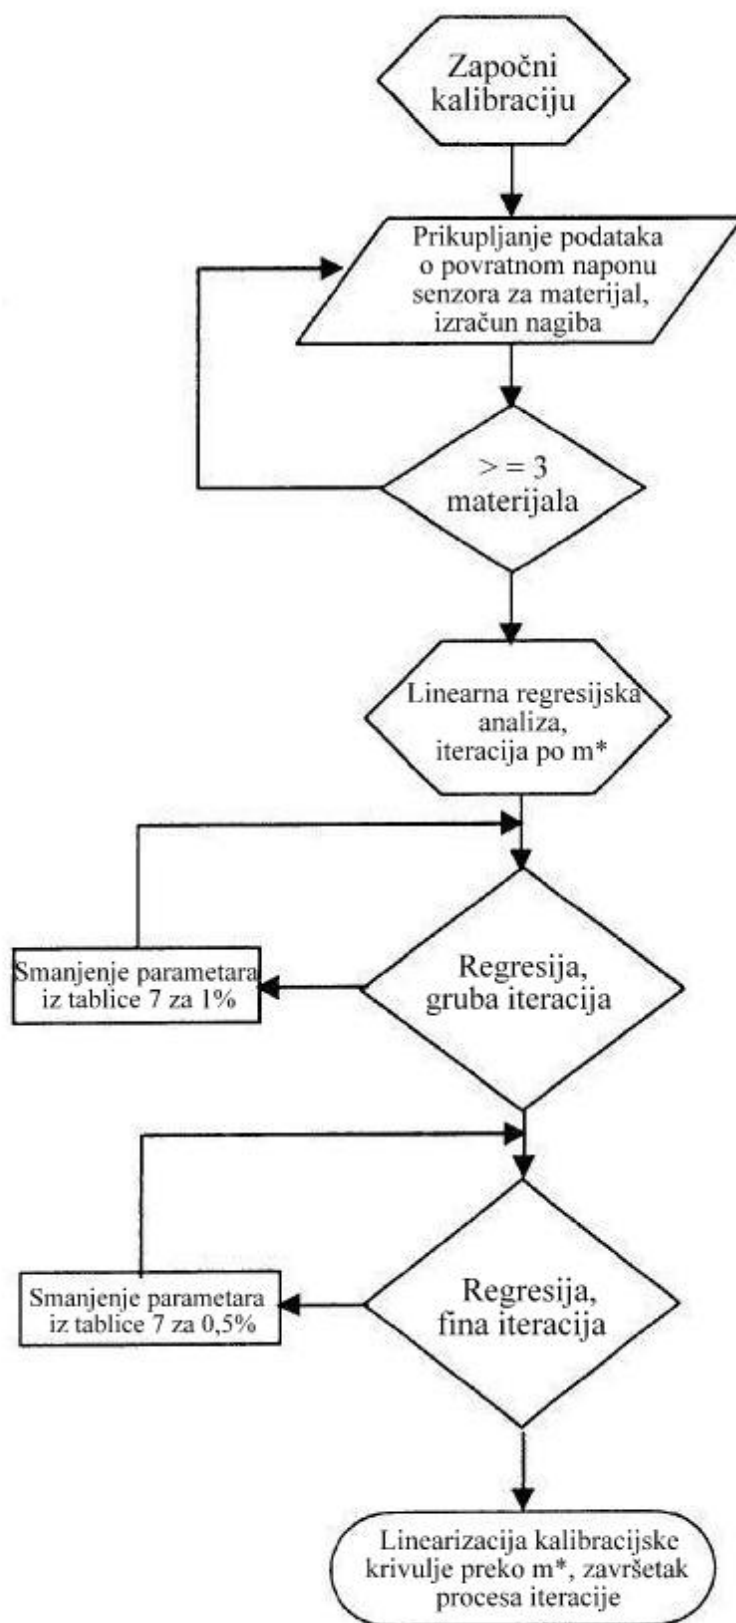 Započni
kalibraciju
Prikupljanje podataka
o povratnom naponu
senzora za materijal,
izračun nagiba
> = 3
materijala
Linearna regresijska
analiza,
iteracija po m*
Regresija,
gruba iteracija
Smanjenje parametara
iz tablice 7 za 1%
Regresija,
fina iteracija
Smanjenje parametara
iz tablice 7 za 0,5%
Linearizacija kalibracijske
krivulje preko m*, završetak
procesa iteracije